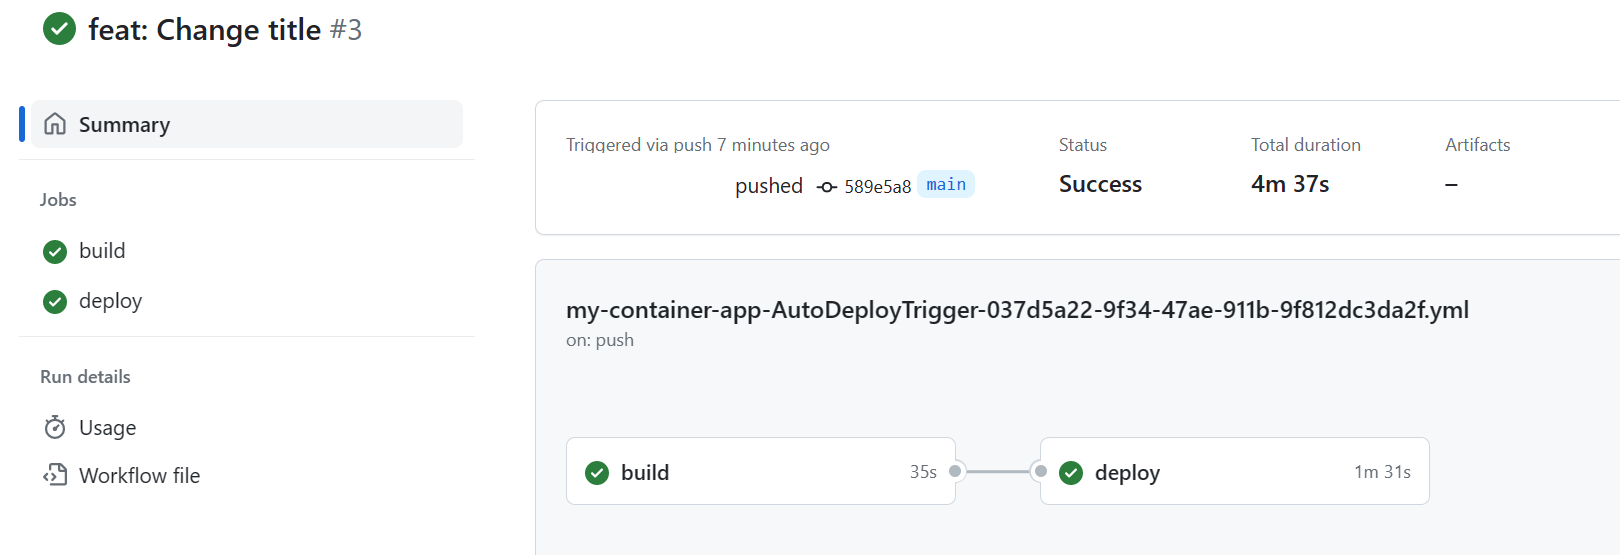 feat: Change title #3
Summary
Jobs
build
deploy
Run details
Usage
Workflow file
Triggered via push 7 minutes ago
pushed 589e5a8 main
Status
Success
Total duration
4m 37s
Artifacts
–
my-container-app-AutoDeployTrigger-037d5a22-9f34-47ae-911b-9f812dc3da2f.yml
on: push
build 35s
deploy 1m 31s